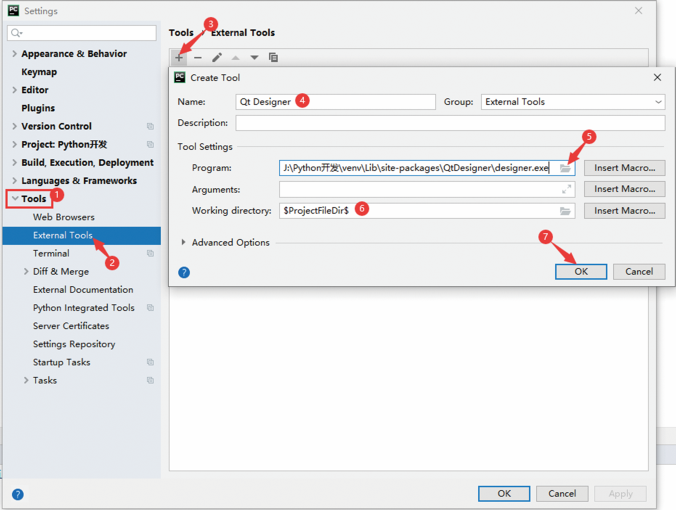 PC Settings
Appearance & Behavior
Keymap
Editor
Plugins
Version Control
Project: Python开发
Build, Execution, Deployment
Languages & Frameworks
Tools 1
Web Browsers
External Tools
2
Terminal
Diff & Merge
External Documentation
Python Integrated Tools
Server Certificates
Settings Repository
Startup Tasks
Tasks
3
Tools › External Tools
PC Create Tool
Name: Qt Designer 4 Group: External Tools
Description:
Tool Settings
5
Program: J:\Python开发\venv\Lib\site-packages\QtDesigner\designer.exe Insert Macro...
Arguments: Insert Macro...
Working directory: $ProjectFileDir$ 6 Insert Macro...
7
Advanced Options
? OK Cancel
? OK Cancel Apply